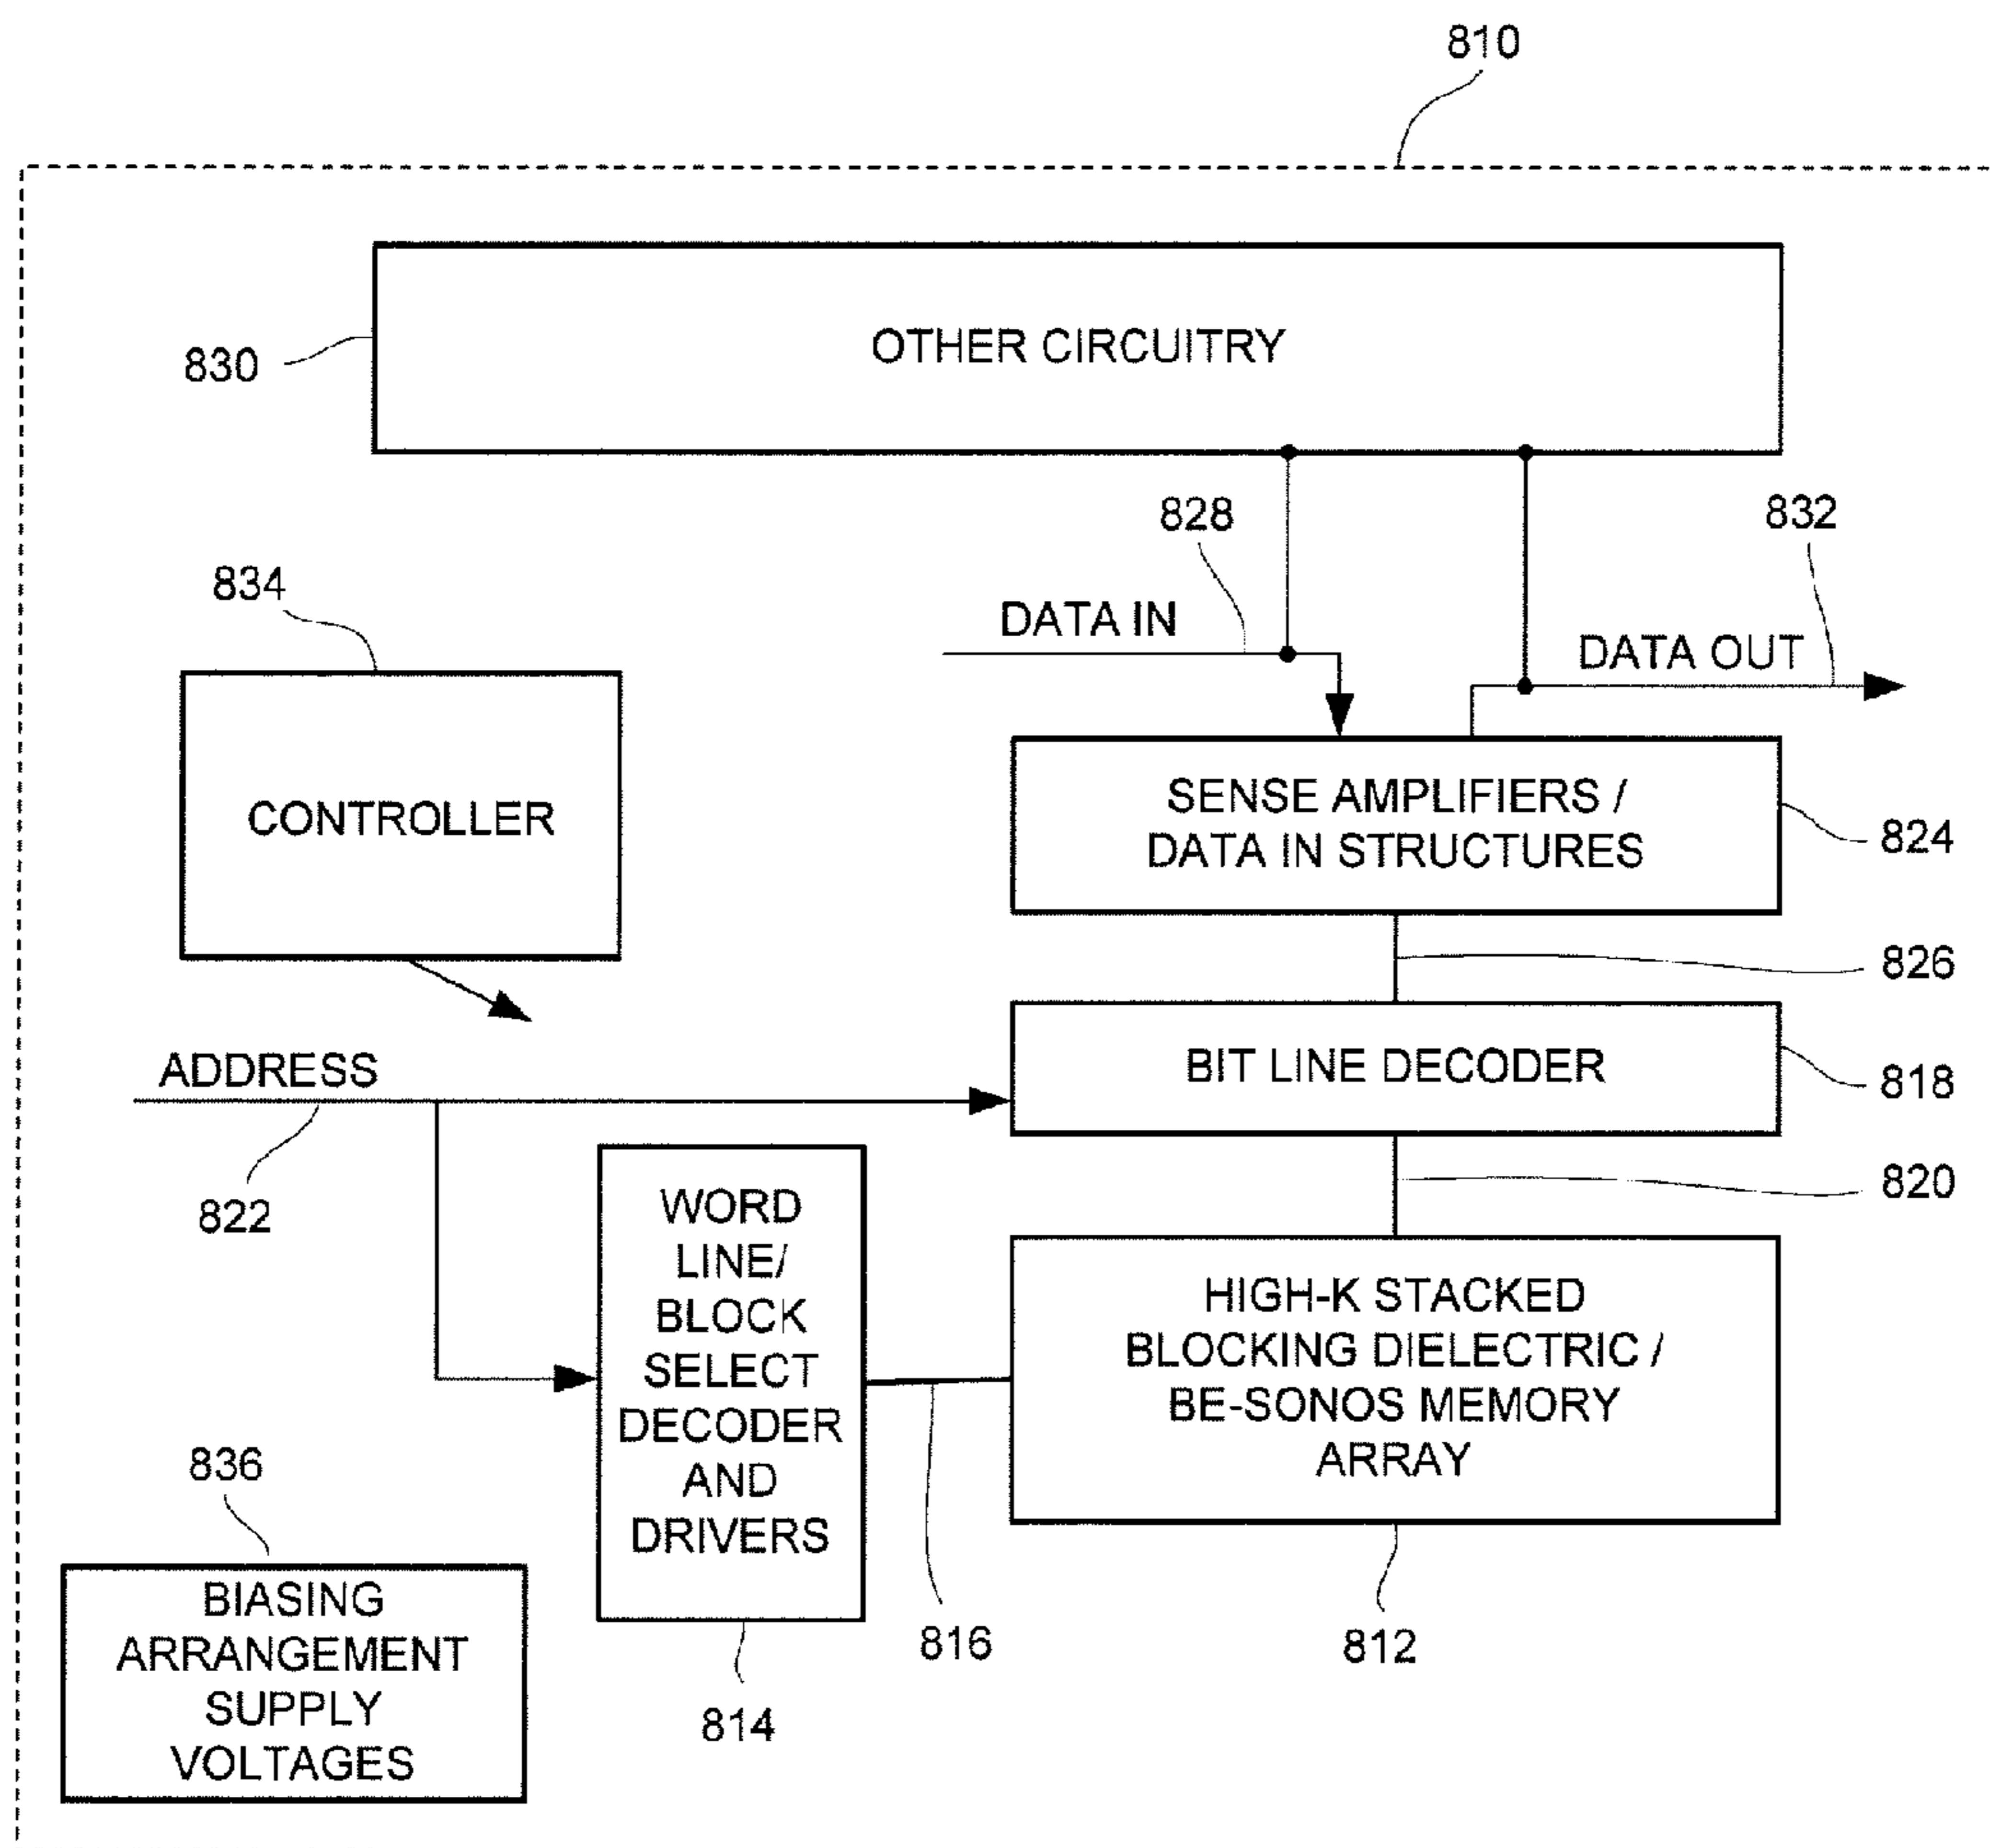 810
OTHER CIRCUITRY
830
828
832
834
DATA IN
DATA OUT
CONTROLLER
SENSE AMPLIFIERS /
DATA IN STRUCTURES
824
826
ADDRESS
BIT LINE DECODER
818
822
820
WORD
LINE/
BLOCK
SELECT
DECODER
AND
DRIVERS
HIGH-K STACKED
BLOCKING DIELECTRIC /
BE-SONOS MEMORY
ARRAY
836
816
812
814
BIASING
ARRANGEMENT
SUPPLY
VOLTAGES